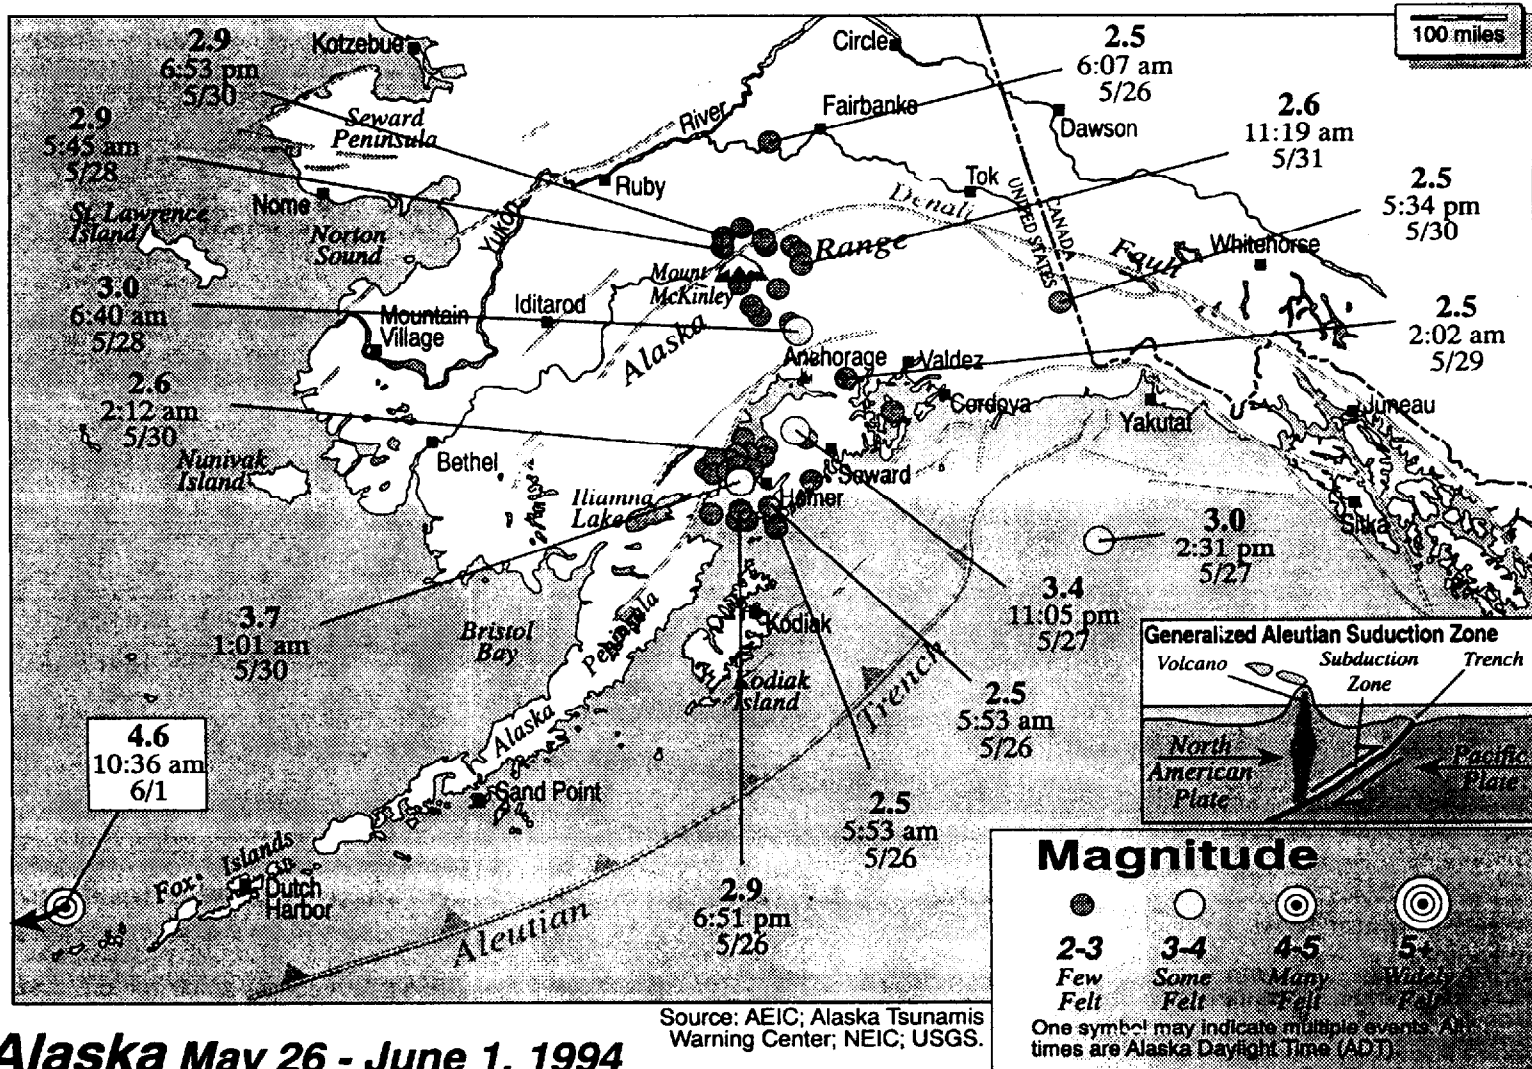 100 miles
2.9
6:53 pm
5/30
Kotzebue
Circle
2.5
6:07 am
5/26
2.9
5:45 am
5/28
Seward
Peninsula
River
Fairbanks
Dawson
2.6
11:19 am
5/31
Ruby
Tok
2.5
5:34 pm
5/30
Nome
St. Lawrence
Island
Norton
Sound
Yukon
Denali
Fault
UNITED STATES
CANADA
Whitehorse
Range
Mount
McKinley
3.0
6:40 am
5/28
Mountain
Village
Iditarod
Alaska
Anchorage
Valdez
2.5
2:02 am
5/29
2.6
2:12 am
5/30
Cordova
Yakutat
Juneau
Nunivak
Island
Bethel
Iliamna
Lake
Seward
Homer
Sitka
3.0
2:31 pm
5/27
3.4
11:05 pm
5/27
3.7
1:01 am
5/30
Bristol
Bay
Alaska
Peninsula
Kodiak
Kodiak
Island
Aleutian
Trench
2.5
5:53 am
5/26
2.5
5:53 am
5/26
2.9
6:51 pm
5/26
4.6
10:36 am
6/1
Sand Point
Fox
Islands
Dutch
Harbor
Generalized Aleutian Suduction Zone
Volcano
Subduction
Zone
Trench
North
American
Plate
Pacific
Plate
Magnitude
2-3
Few
Felt
3-4
Some
Felt
4-5
Many
Felt
5+
Widely
Felt
One symbol may indicate multiple events. All
times are Alaska Daylight Time (ADT).
Source: AEIC; Alaska Tsunamis
Warning Center; NEIC; USGS.
Alaska May 26 - June 1, 1994